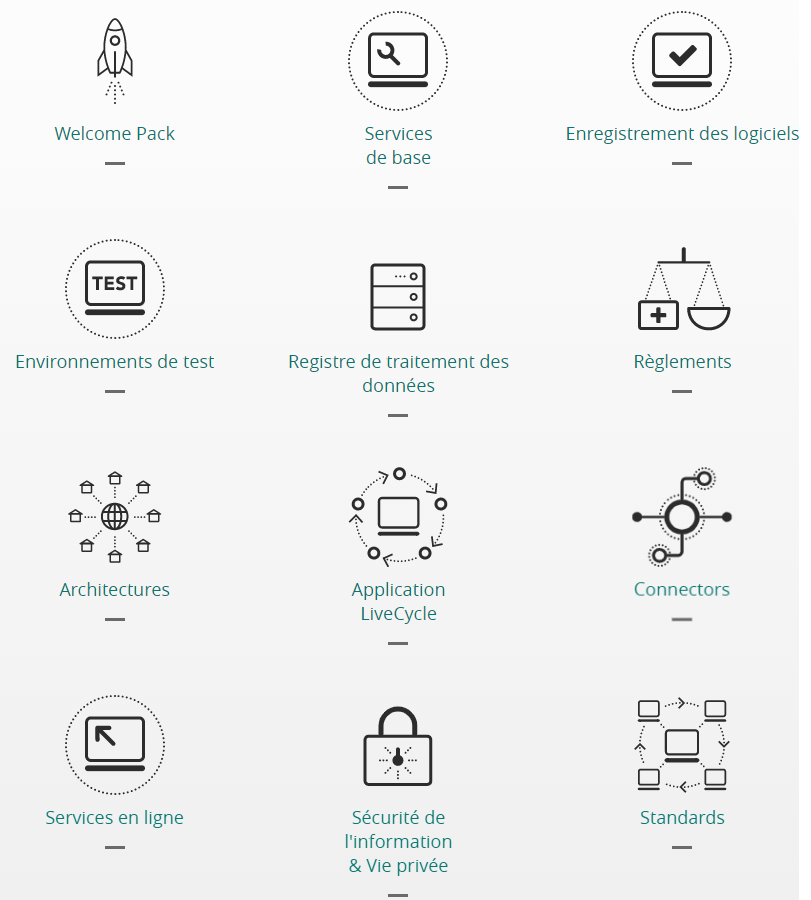 Welcome Pack
Services
de base
Enregistrement des logiciels
TEST
Environnements de test
Registre de traitement des
données
Règlements
Architectures
Application
LiveCycle
Connectors
Services en ligne
Sécurité de
l'information
& Vie privée
Standards